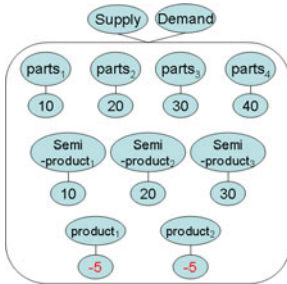 Supply Demand
parts₁ parts₂ parts₃ parts₄
10 20 30 40
Semi Semi Semi
-product₁ -product₂ -product₃
10 20 30
product₁ product₂
-5 -5